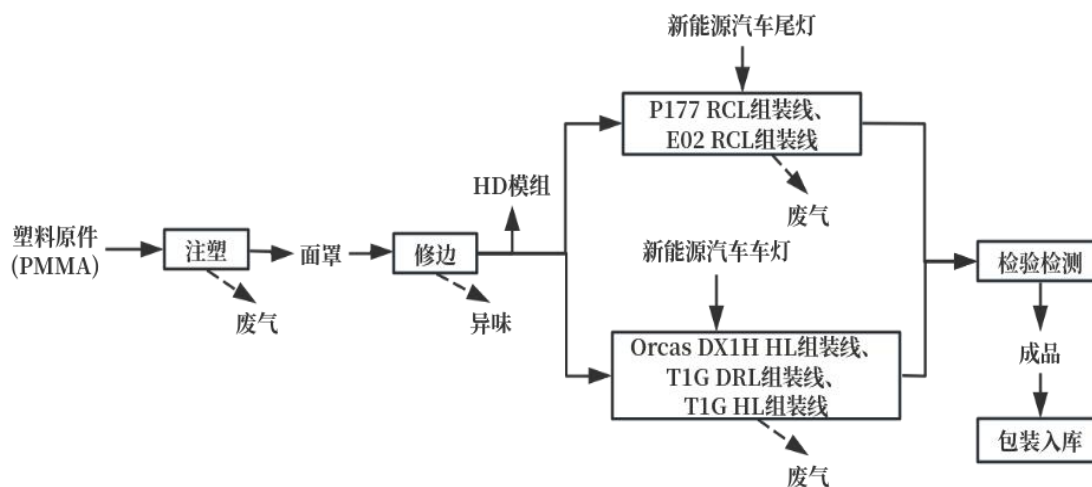 新能源汽车尾灯
P177 RCL组装线、
E02 RCL组装线
废气
HD模组
塑料原件
(PMMA)
注塑
面罩
修边
废气
异味
新能源汽车车灯
Orcas DX1H HL组装线、
T1G DRL组装线、
T1G HL组装线
废气
检验检测
成品
包装入库